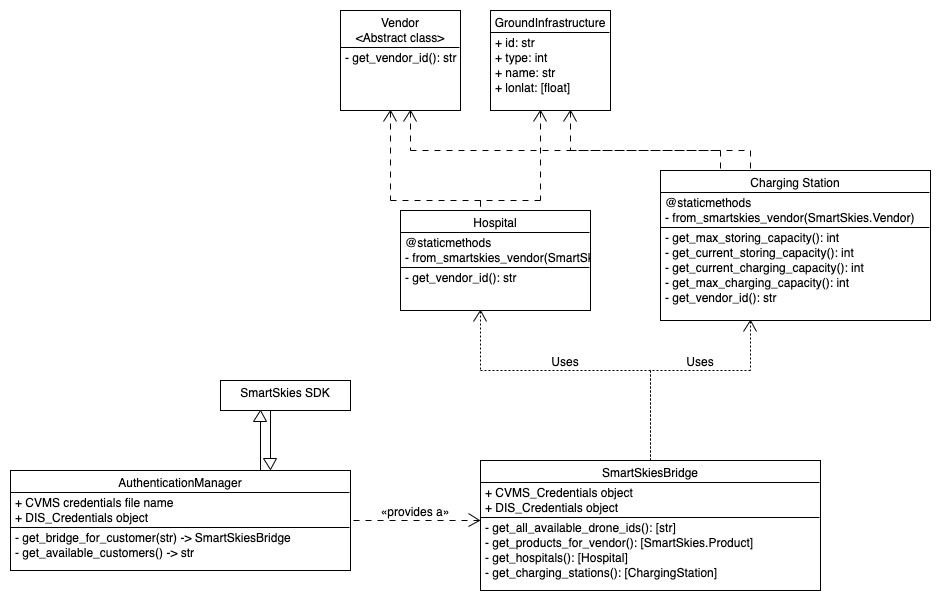 Vendor
<Abstract class>
- get_vendor_id(): str
GroundInfrastructure
+ id: str
+ type: int
+ name: str
+ lonlat: [float]
Charging Station
@staticmethods
- from_smartskies_vendor(SmartSkies.Vendor)
- get_max_storing_capacity(): int
- get_current_storing_capacity(): int
- get_current_charging_capacity(): int
- get_max_charging_capacity(): int
- get_vendor_id(): str
Hospital
@staticmethods
- from_smartskies_vendor(SmartSk
- get_vendor_id(): str
Uses
Uses
SmartSkies SDK
AuthenticationManager
+ CVMS credentials file name
+ DIS_Credentials object
- get_bridge_for_customer(str) -> SmartSkiesBridge
- get_available_customers() -> str
«provides a»
SmartSkiesBridge
+ CVMS_Credentials object
+ DIS_Credentials object
- get_all_available_drone_ids(): [str]
- get_products_for_vendor(): [SmartSkies.Product]
- get_hospitals(): [Hospital]
- get_charging_stations(): [ChargingStation]